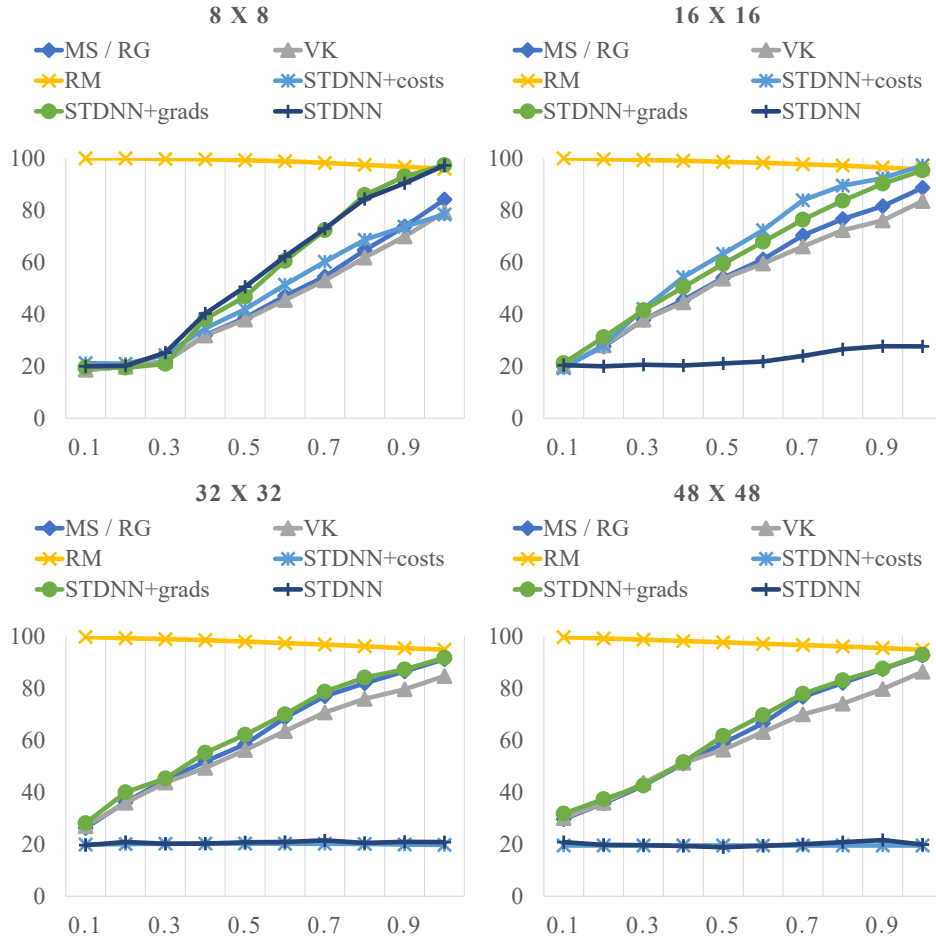 8 X 8
MS / RG VK
RM STDNN+costs
STDNN+grads STDNN
100
80
60
40
20
0
0.1 0.3 0.5 0.7 0.9
16 X 16
MS / RG VK
RM STDNN+costs
STDNN+grads STDNN
100
80
60
40
20
0
0.1 0.3 0.5 0.7 0.9
32 X 32
MS / RG VK
RM STDNN+costs
STDNN+grads STDNN
100
80
60
40
20
0
0.1 0.3 0.5 0.7 0.9
48 X 48
MS / RG VK
RM STDNN+costs
STDNN+grads STDNN
100
80
60
40
20
0
0.1 0.3 0.5 0.7 0.9